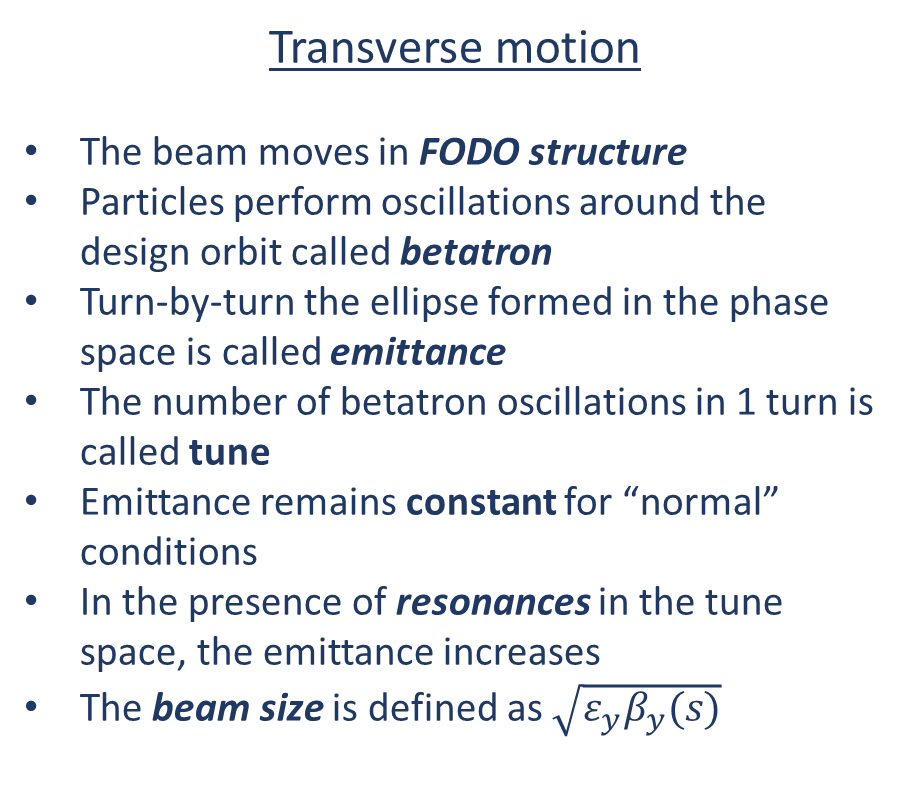 Transverse motion
• The beam moves in FODO structure
• Particles perform oscillations around the
design orbit called betatron
• Turn-by-turn the ellipse formed in the phase
space is called emittance
• The number of betatron oscillations in 1 turn is
called tune
• Emittance remains constant for “normal”
conditions
• In the presence of resonances in the tune
space, the emittance increases
• The beam size is defined as √(ε_y β_y(s))